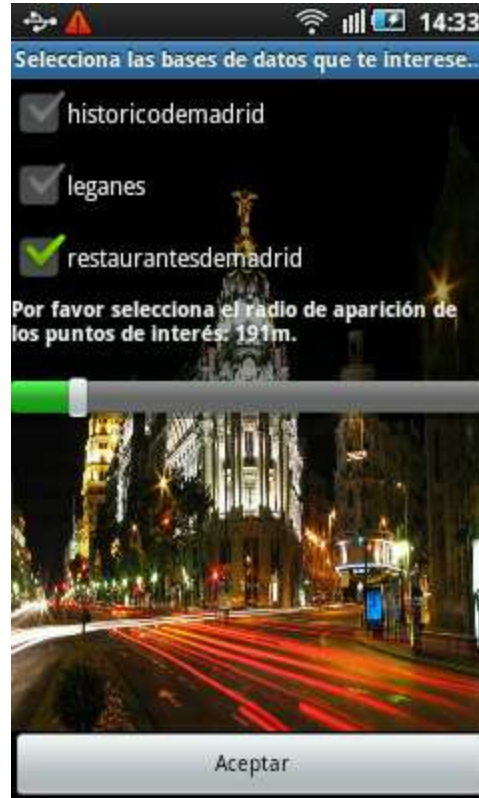 14:33
Selecciona las bases de datos que te interese..
historicodemadrid
leganes
restaurantesdemadrid
Por favor selecciona el radio de aparición de
los puntos de interés: 191m.
Aceptar